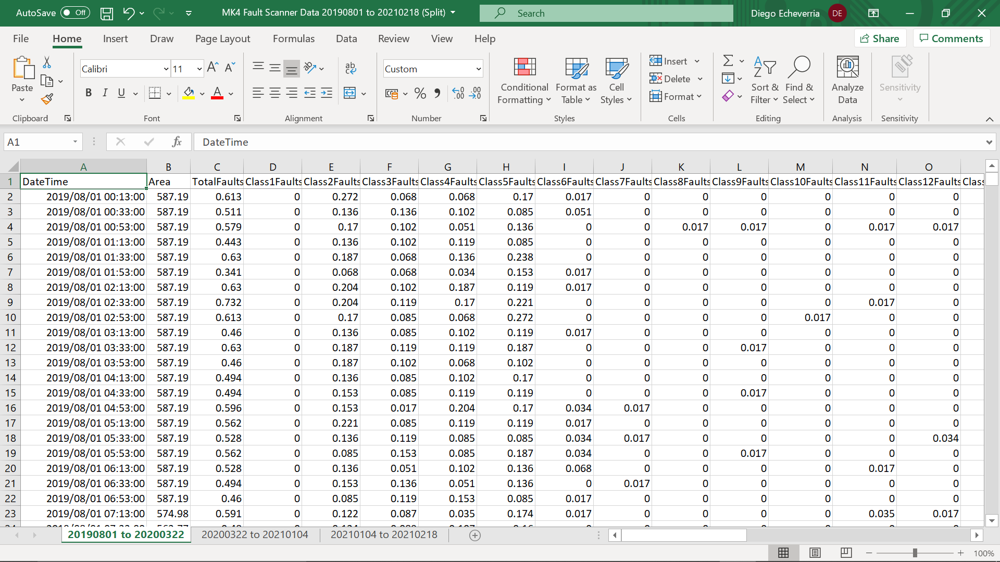 AutoSave Off MK4 Fault Scanner Data 20190801 to 20210218 (Split) Search Diego Echeverria DE
File Home Insert Draw Page Layout Formulas Data Review View Help Share Comments
Paste Calibri 11 B I U Custom Conditional Formatting Format as Table Cell Styles Insert Delete Format Sort & Filter Find & Select Analyze Data Sensitivity
Clipboard Font Alignment Number Styles Cells Editing Analysis Sensitivity
A1 fx DateTime
A B C D E F G H I J K L M N O
1 DateTime Area TotalFaults Class1Faults Class2Faults Class3Faults Class4Faults Class5Faults Class6Faults Class7Faults Class8Faults Class9Faults Class10Faults Class11Faults Class12Faults Class
2 2019/08/01 00:13:00 587.19 0.613 0 0.272 0.068 0.068 0.17 0.017 0 0 0 0 0 0
3 2019/08/01 00:33:00 587.19 0.511 0 0.136 0.136 0.102 0.085 0.051 0 0 0 0 0 0
4 2019/08/01 00:53:00 587.19 0.579 0 0.17 0.102 0.051 0.136 0 0 0.017 0.017 0 0.017 0.017
5 2019/08/01 01:13:00 587.19 0.443 0 0.136 0.102 0.119 0.085 0 0 0 0 0 0 0
6 2019/08/01 01:33:00 587.19 0.63 0 0.187 0.068 0.136 0.238 0 0 0 0 0 0 0
7 2019/08/01 01:53:00 587.19 0.341 0 0.068 0.068 0.034 0.153 0.017 0 0 0 0 0 0
8 2019/08/01 02:13:00 587.19 0.63 0 0.204 0.102 0.187 0.119 0.017 0 0 0 0 0 0
9 2019/08/01 02:33:00 587.19 0.732 0 0.204 0.119 0.17 0.221 0 0 0 0 0 0.017 0
10 2019/08/01 02:53:00 587.19 0.613 0 0.17 0.085 0.068 0.272 0 0 0 0 0.017 0 0
11 2019/08/01 03:13:00 587.19 0.46 0 0.136 0.085 0.102 0.119 0.017 0 0 0 0 0 0
12 2019/08/01 03:33:00 587.19 0.63 0 0.187 0.119 0.119 0.187 0 0 0 0.017 0 0 0
13 2019/08/01 03:53:00 587.19 0.46 0 0.187 0.102 0.068 0.102 0 0 0 0 0 0 0
14 2019/08/01 04:13:00 587.19 0.494 0 0.136 0.085 0.102 0.17 0 0 0 0 0 0 0
15 2019/08/01 04:33:00 587.19 0.494 0 0.153 0.085 0.119 0.119 0 0 0 0.017 0 0 0
16 2019/08/01 04:53:00 587.19 0.596 0 0.153 0.017 0.204 0.17 0.034 0.017 0 0 0 0 0
17 2019/08/01 05:13:00 587.19 0.562 0 0.221 0.085 0.119 0.119 0.017 0 0 0 0 0 0
18 2019/08/01 05:33:00 587.19 0.528 0 0.136 0.119 0.085 0.085 0.034 0.017 0 0 0 0 0.034
19 2019/08/01 05:53:00 587.19 0.562 0 0.085 0.153 0.085 0.187 0.034 0 0 0.017 0 0 0
20 2019/08/01 06:13:00 587.19 0.528 0 0.136 0.051 0.102 0.136 0.068 0 0 0 0 0.017 0
21 2019/08/01 06:33:00 587.19 0.494 0 0.153 0.136 0.051 0.136 0 0.017 0 0 0 0 0
22 2019/08/01 06:53:00 587.19 0.46 0 0.085 0.119 0.153 0.085 0.017 0 0 0 0 0 0
23 2019/08/01 07:13:00 574.98 0.591 0 0.122 0.087 0.035 0.174 0.017 0 0 0 0 0.035 0.017
20190801 to 20200322 20200322 to 20210104 20210104 to 20210218
100%